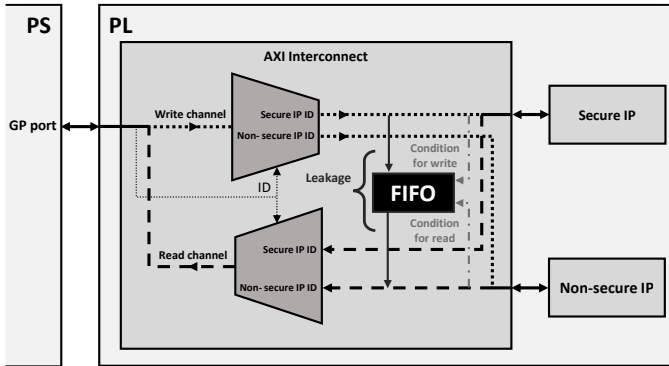 PS
PL
AXI Interconnect
Write channel
Secure IP ID
Non- secure IP ID
GP port
Secure IP
Condition
for write
Leakage
ID
FIFO
Condition
for read
Secure IP ID
Read channel
Non- secure IP ID
Non-secure IP